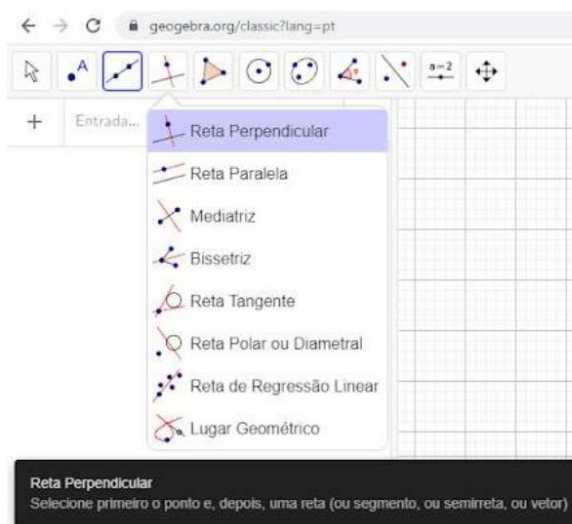 geogebra.org/classic?lang=pt
A
a=2
+ Entrada...
Reta Perpendicular
Reta Paralela
Mediatriz
Bissetriz
Reta Tangente
Reta Polar ou Diametral
Reta de Regressão Linear
Lugar Geométrico
Reta Perpendicular
Selecione primeiro o ponto e, depois, uma reta (ou segmento, ou semirreta, ou vetor)